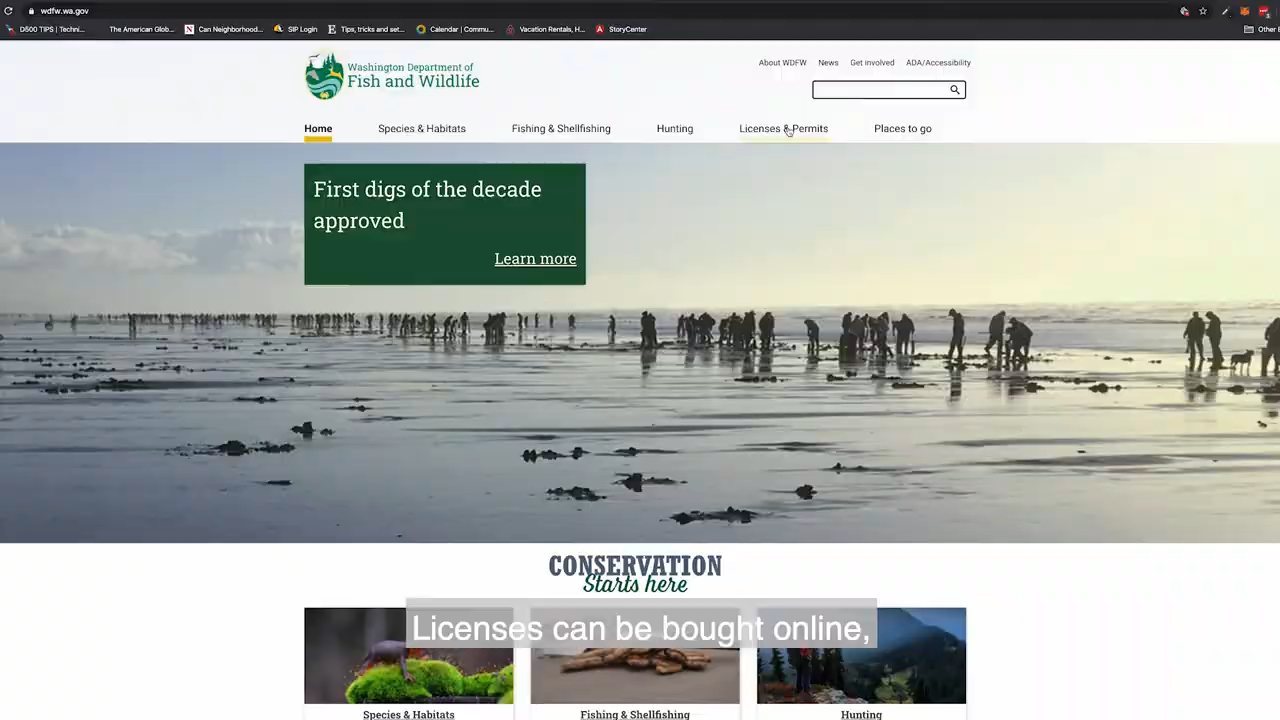 wdfw.wa.gov
D500 TIPS | Techni...
The American Glob...
Can Neighborhood...
SIP Login
Tips, tricks and set...
Calendar | Commu...
Vacation Rentals, H...
StoryCenter
Other
Washington Department of
Fish and Wildlife
About WDFW
News
Get involved
ADA/Accessibility
Home
Species & Habitats
Fishing & Shellfishing
Hunting
Licenses & Permits
Places to go
First digs of the decade
approved
Learn more
CONSERVATION
Starts here
Licenses can be bought online,
Species & Habitats
Fishing & Shellfishing
Hunting